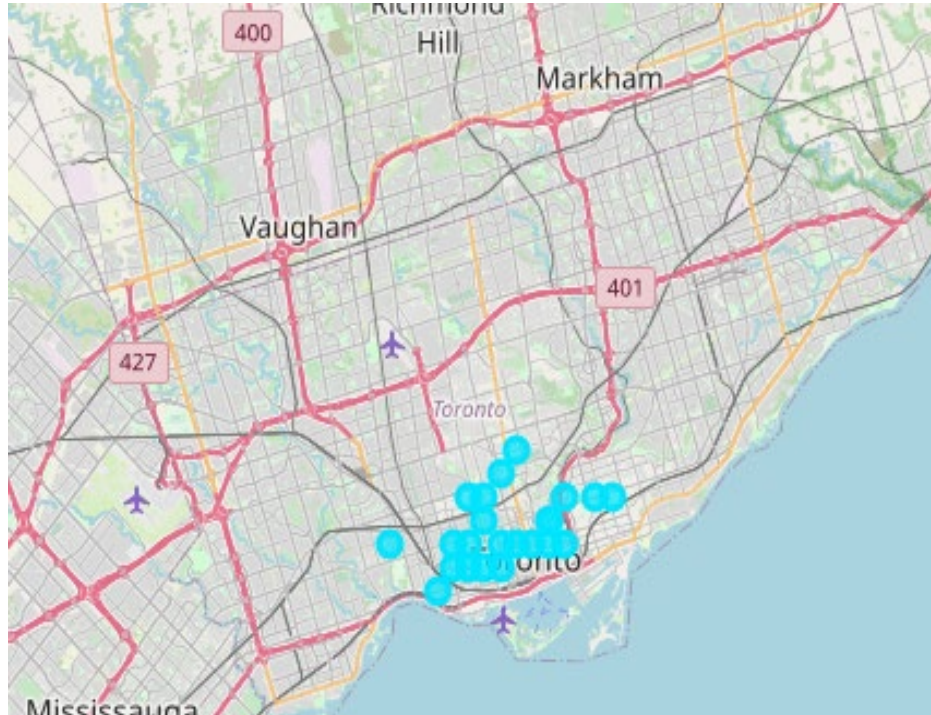 Richmond
Hill
400
Markham
Vaughan
401
427
Toronto
Toronto
Mississauga